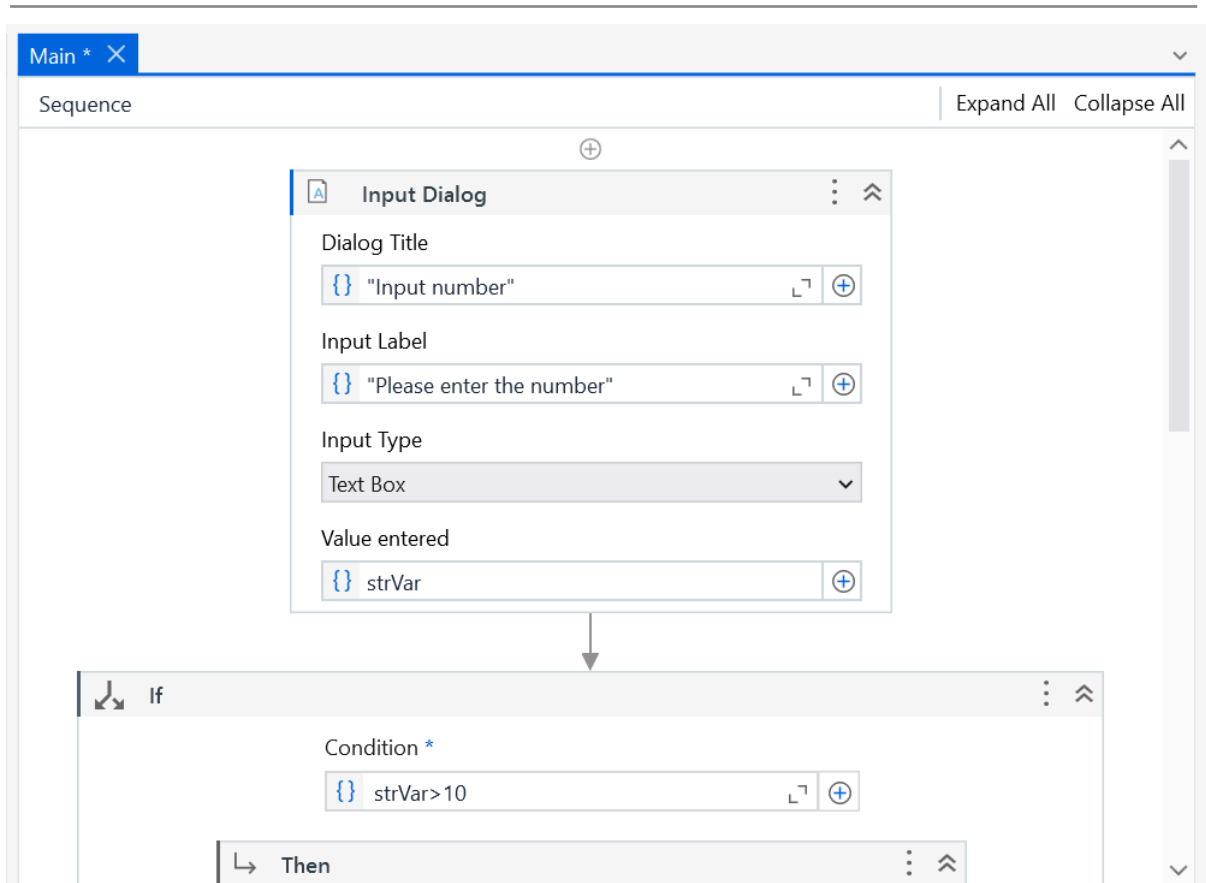 Main *
Sequence
Expand All Collapse All
Input Dialog
Dialog Title
{} "Input number"
Input Label
{} "Please enter the number"
Input Type
Text Box
Value entered
{} strVar
If
Condition *
{} strVar>10
Then